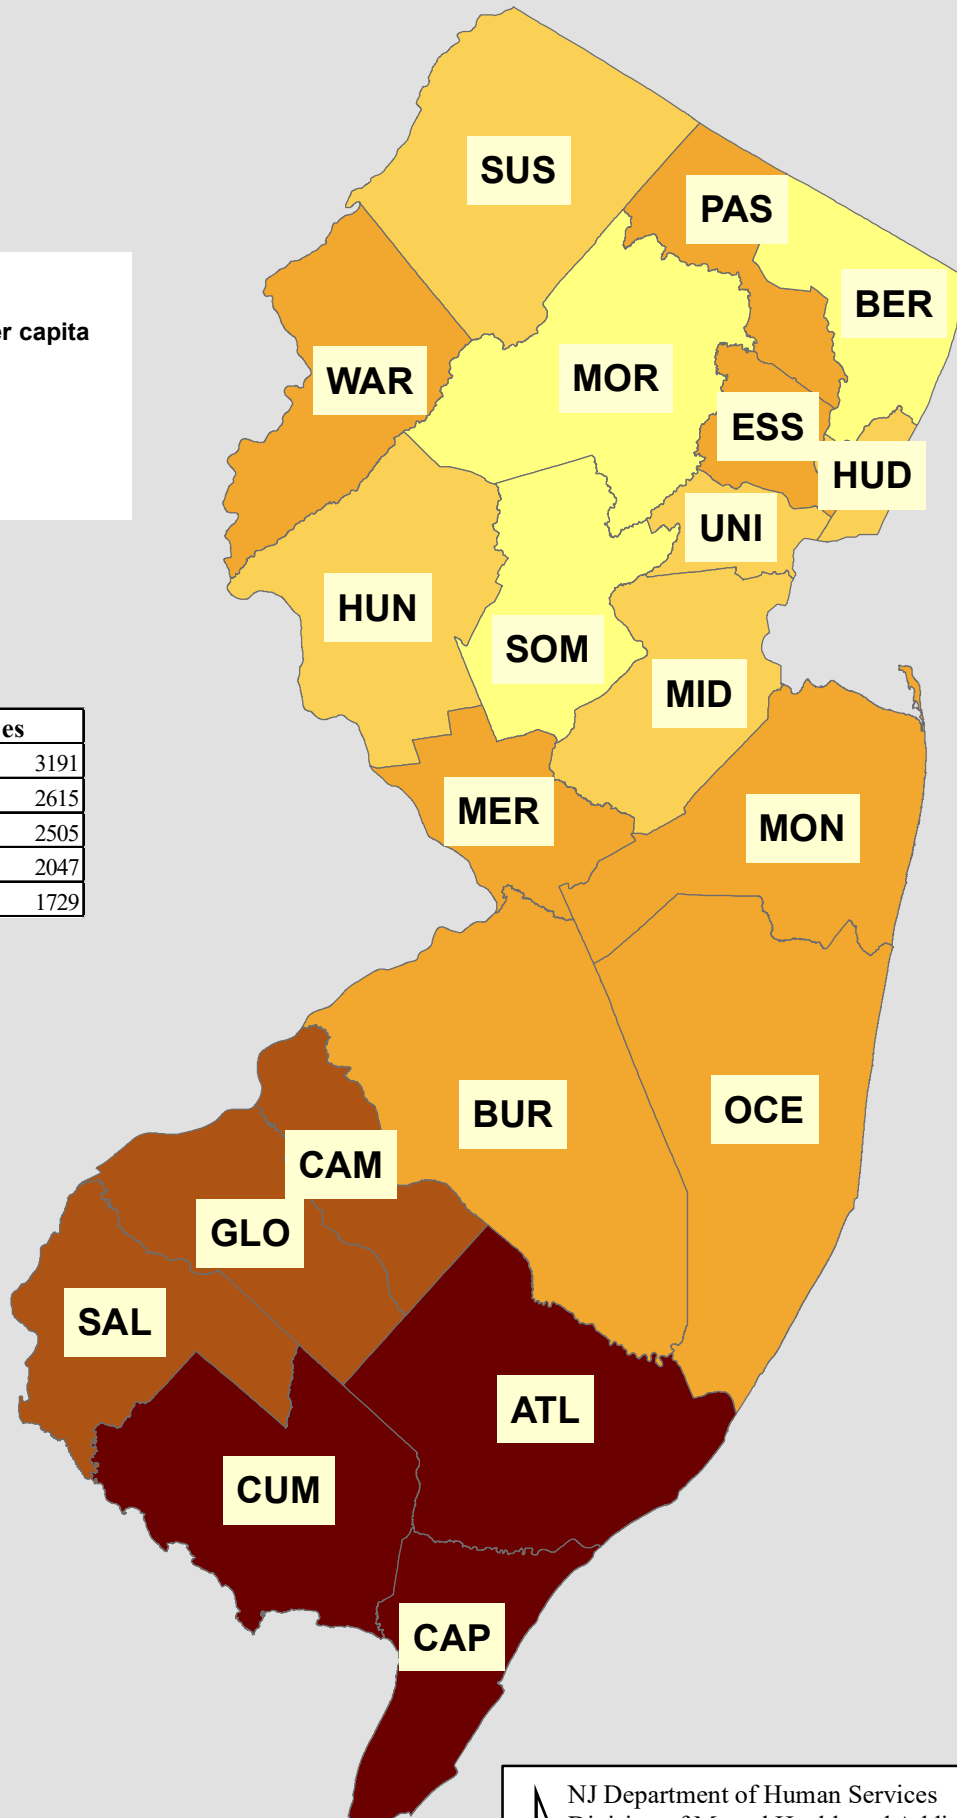 SUS
PAS
BER
er capita
WAR
MOR
ESS
HUD
UNI
HUN
SOM
MID
es
3191
2615
2505
2047
1729
MER
MON
BUR
OCE
CAM
GLO
SAL
ATL
CUM
CAP
NJ Department of Human Services